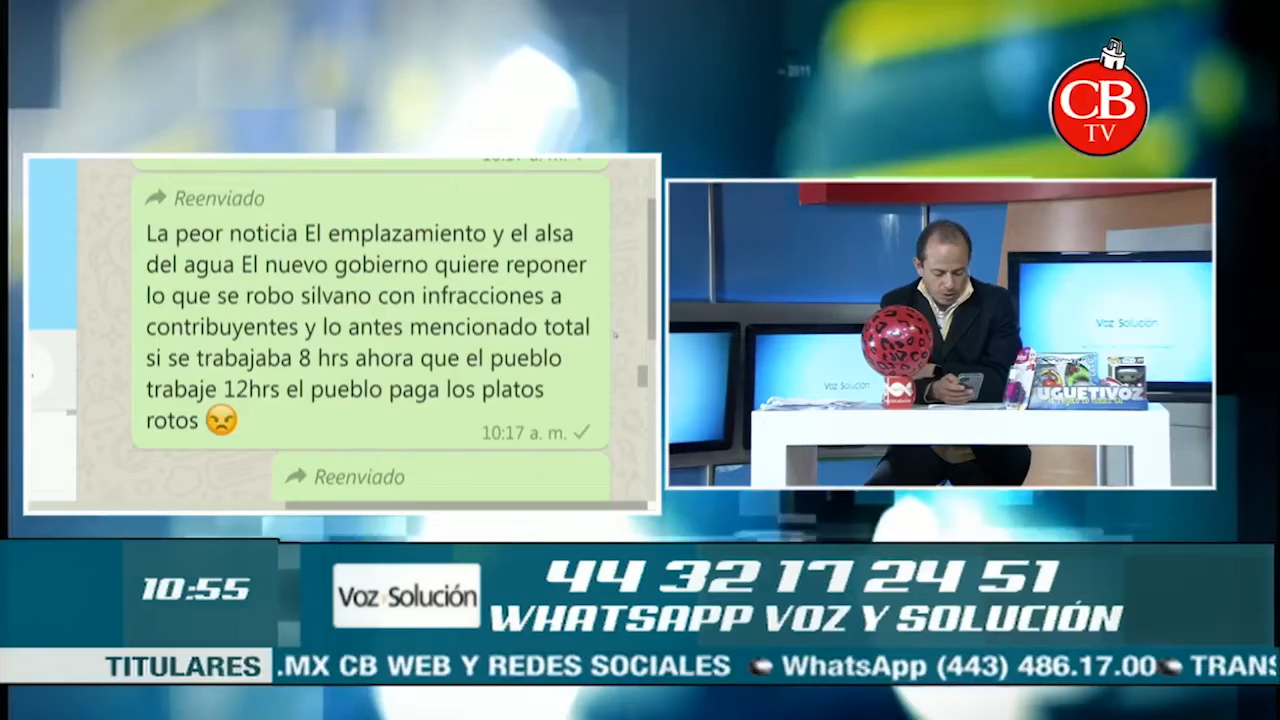 CB
TV
Reenviado
La peor noticia El emplazamiento y el alsa
del agua El nuevo gobierno quiere reponer
lo que se robo silvano con infracciones a
contribuyentes y lo antes mencionado total
si se trabajaba 8 hrs ahora que el pueblo
trabaje 12hrs el pueblo paga los platos
rotos 😠
10:17 a. m.
Reenviado
Voz y Solución
Voz y Solución
JUGUETIVOZ
10:55
Voz y Solución
44 32 17 24 51
WHATSAPP VOZ Y SOLUCIÓN
TITULARES
.MX CB WEB Y REDES SOCIALES WhatsApp (443) 486.17.00 TRANS